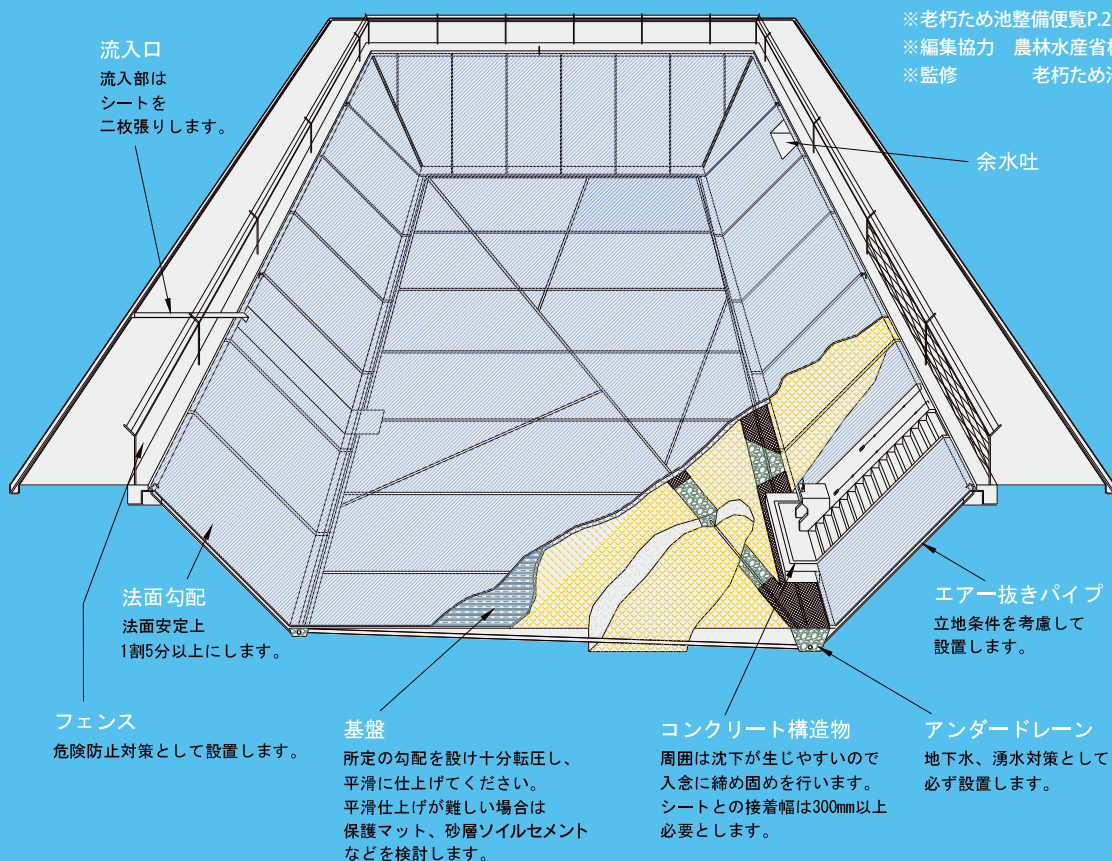 ※老朽ため池整備便覧P.2
※編集協力　農林水産省
※監修　老朽ため
流入口
流入部は
シートを
二枚張りします。
余水吐
法面勾配
法面安定上
1割5分以上にします。
エアー抜きパイプ
立地条件を考慮して
設置します。
フェンス
危険防止対策として設置します。
基盤
所定の勾配を設け十分転圧し、
平滑に仕上げてください。
平滑仕上げが難しい場合は
保護マット、砂層ソイルセメント
などを検討します。
コンクリート構造物
周囲は沈下が生じやすいので
入念に締め固めを行います。
シートとの接着幅は300mm以上
必要とします。
アンダードレーン
地下水、湧水対策として
必ず設置します。